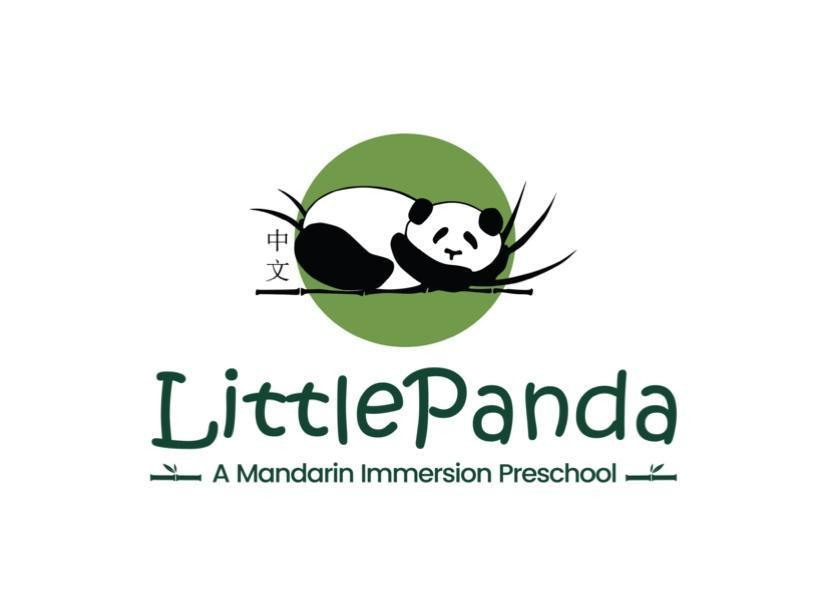 中文
LittlePanda
A Mandarin Immersion Preschool